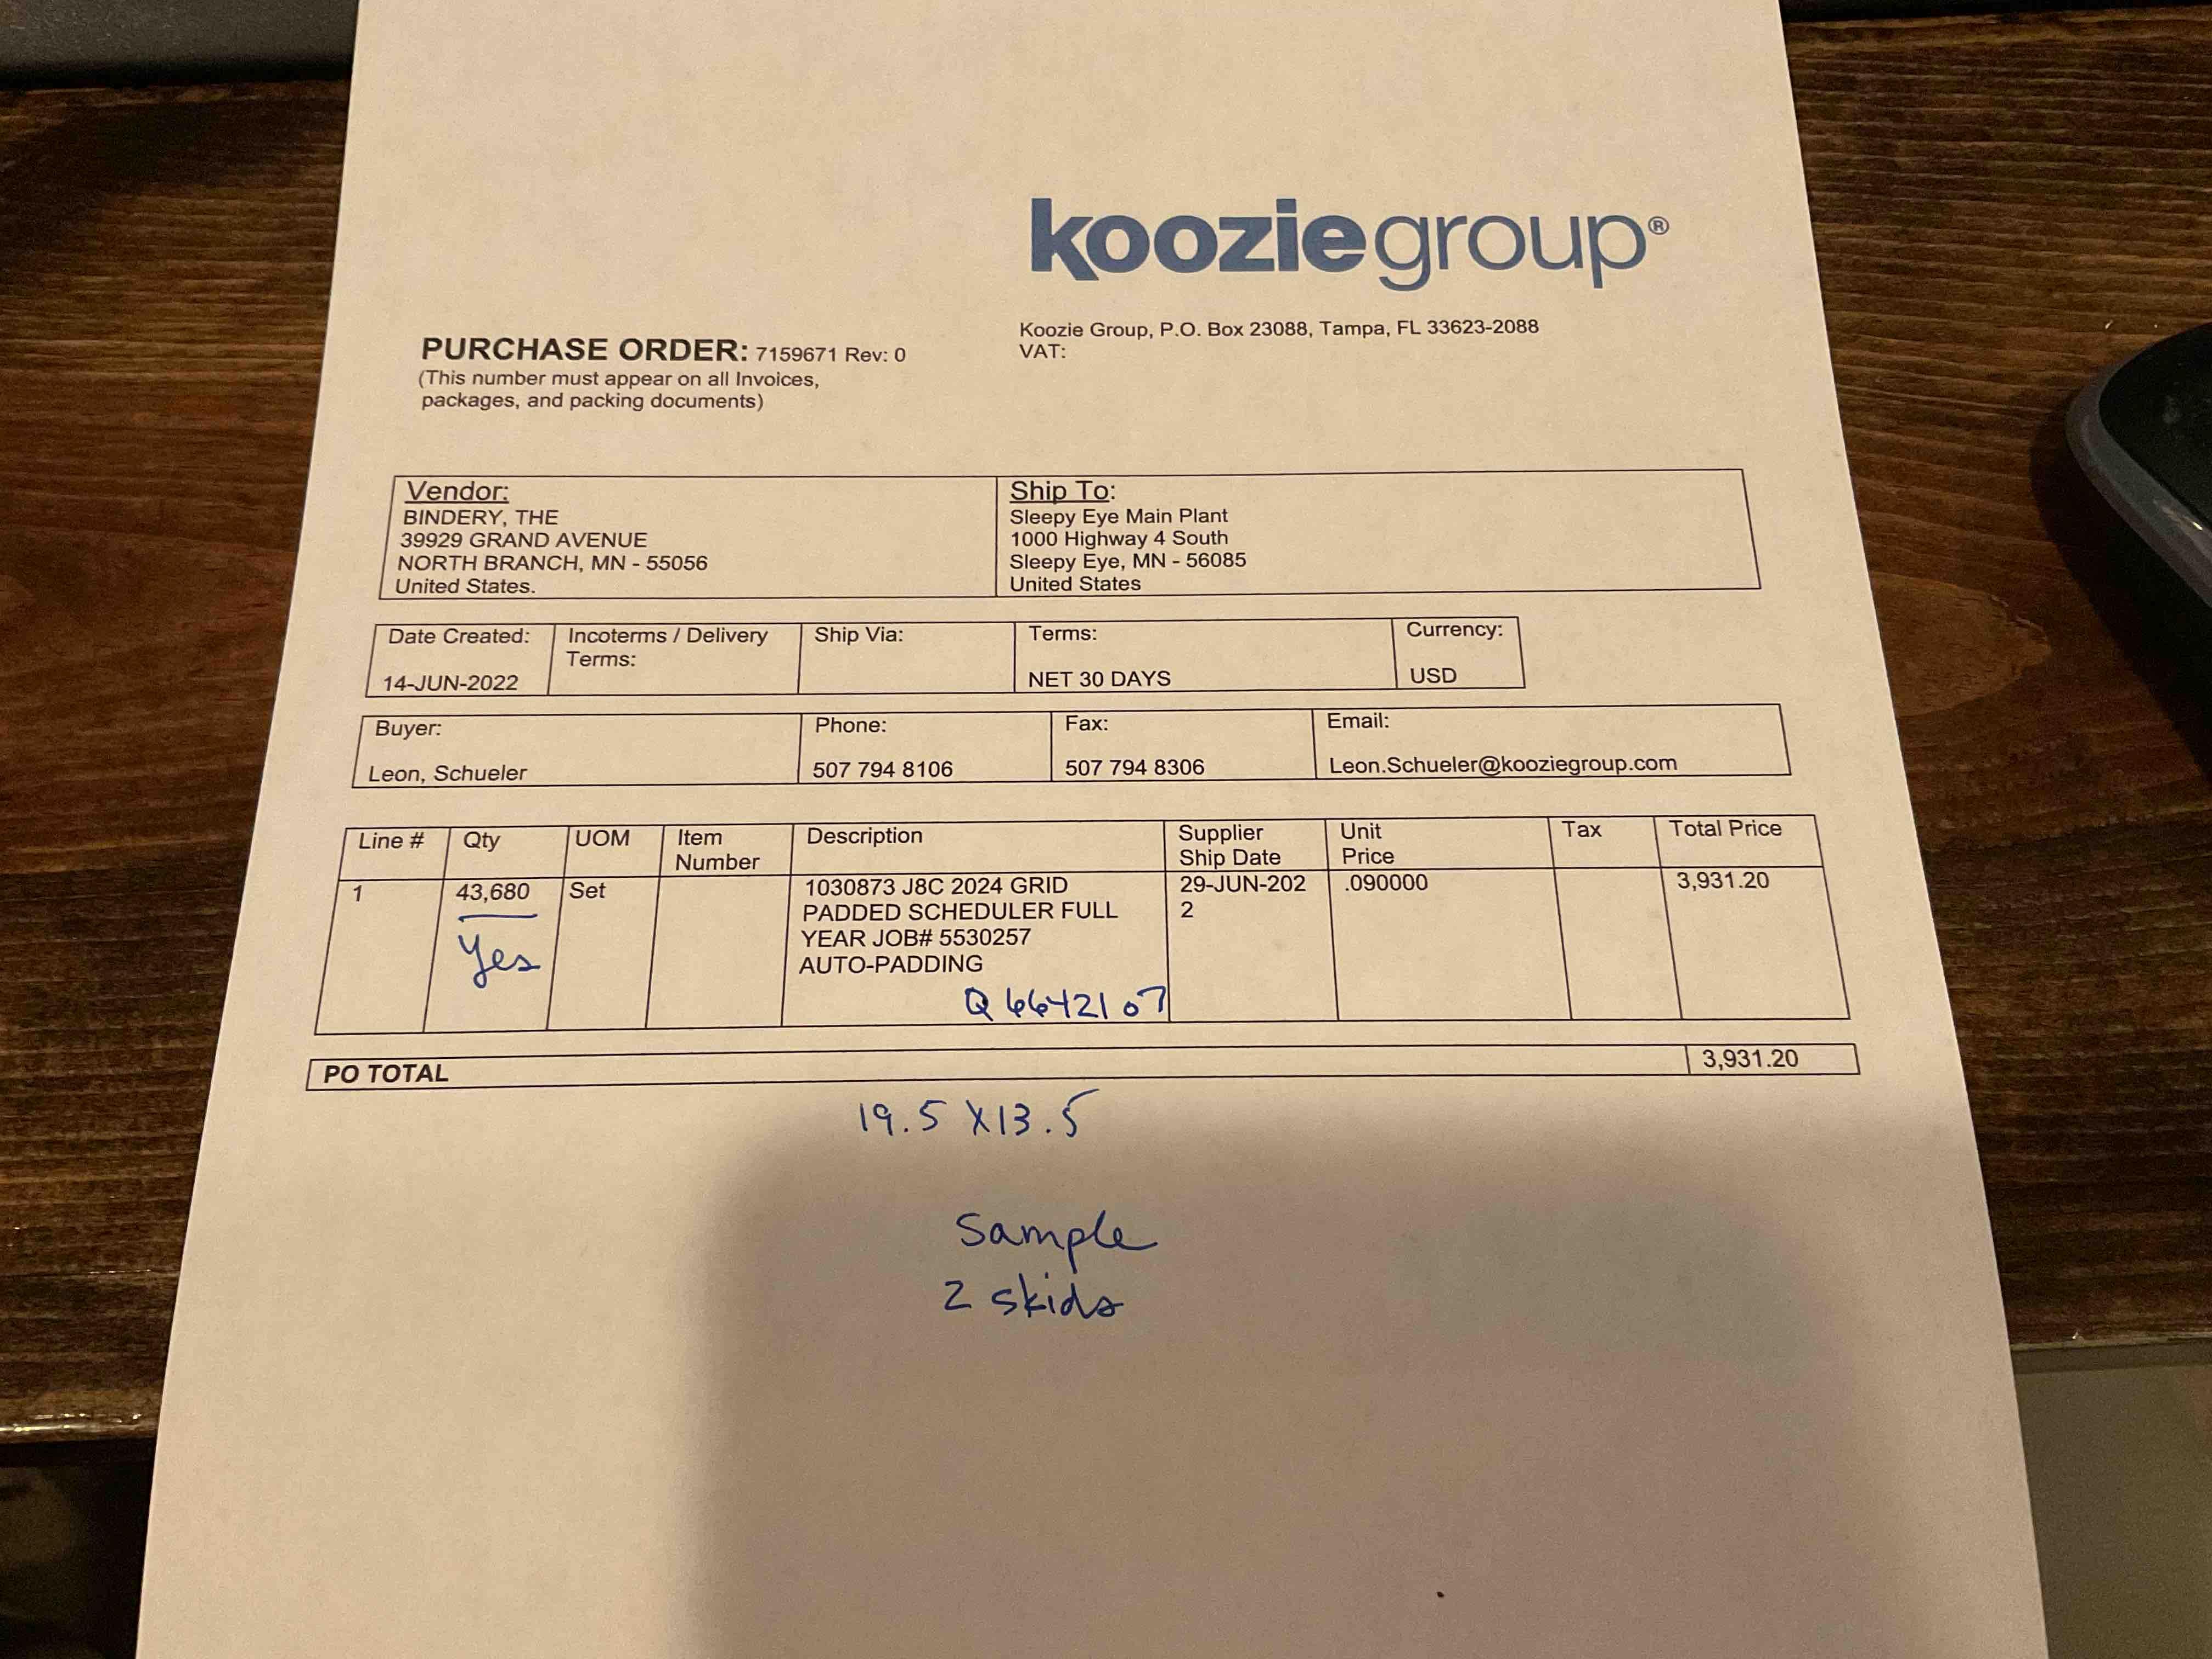 kooziegroup®
Koozie Group, P.O. Box 23088, Tampa, FL 33623-2088
VAT:
PURCHASE ORDER: 7159671 Rev: 0
(This number must appear on all Invoices,
packages, and packing documents)
Vendor:
BINDERY, THE
39929 GRAND AVENUE
NORTH BRANCH, MN - 55056
United States.
Ship To:
Sleepy Eye Main Plant
1000 Highway 4 South
Sleepy Eye, MN - 56085
United States
Date Created:
14-JUN-2022
Incoterms / Delivery
Terms:
Ship Via:
Terms:
NET 30 DAYS
Currency:
USD
Buyer:
Leon, Schueler
Phone:
507 794 8106
Fax:
507 794 8306
Email:
Leon.Schueler@kooziegroup.com
Line #
Qty
UOM
Item
Number
Description
Supplier
Ship Date
Unit
Price
Tax
Total Price
1
43,680
Yes
Set
1030873 J8C 2024 GRID
PADDED SCHEDULER FULL
YEAR JOB# 5530257
AUTO-PADDING
Q 6642107
29-JUN-202
2
.090000
3,931.20
PO TOTAL
3,931.20
19.5 X13.5
Sample
2 skids